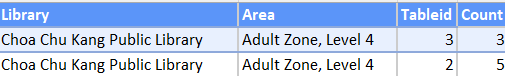 Library Area Tableid Count
Choa Chu Kang Public Library Adult Zone, Level 4 3 3
Choa Chu Kang Public Library Adult Zone, Level 4 2 5